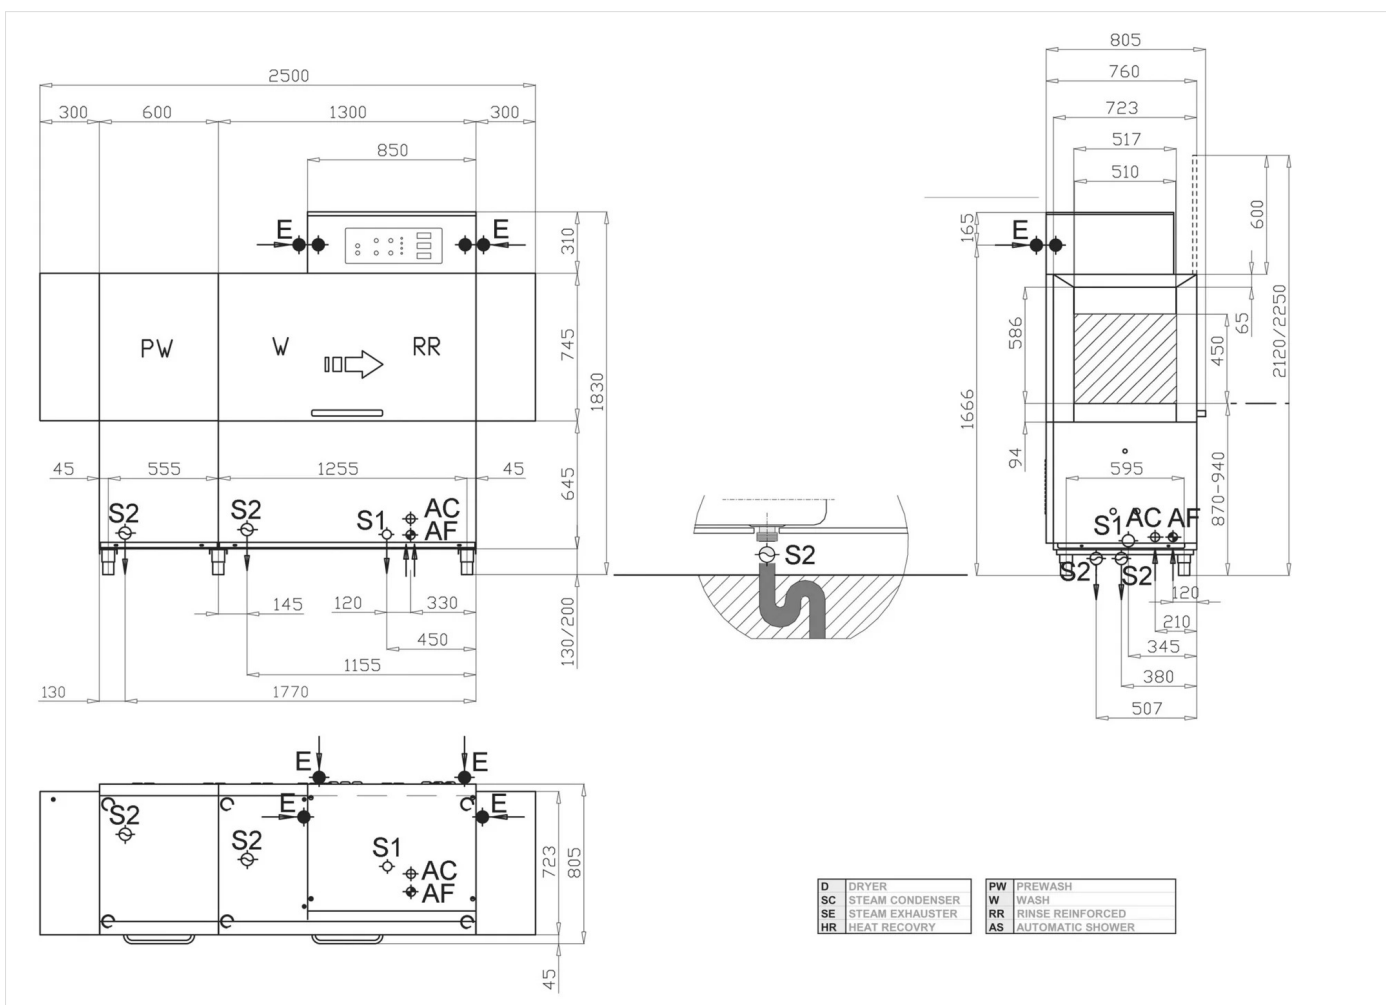 2500
300 600 1300 300
850
E E
310
745
1830
PW W RR
645
45 555 1255 45
S2 S2 S1 AC
AF
145 120 330
450
1155
130 1770
130/200
S2
805
760
723
517
510
600
165
E
65
586
450
2120/2250
1666
94
595
870-940
S1 AC AF
S2 S2
120
210
345
380
507
E E
E E
S2 S2 S1
AC
AF
723
805
45
D DRYER
SC STEAM CONDENSER
SE STEAM EXHAUSTER
HR HEAT RECOVRY
PW PREWASH
W WASH
RR RINSE REINFORCED
AS AUTOMATIC SHOWER